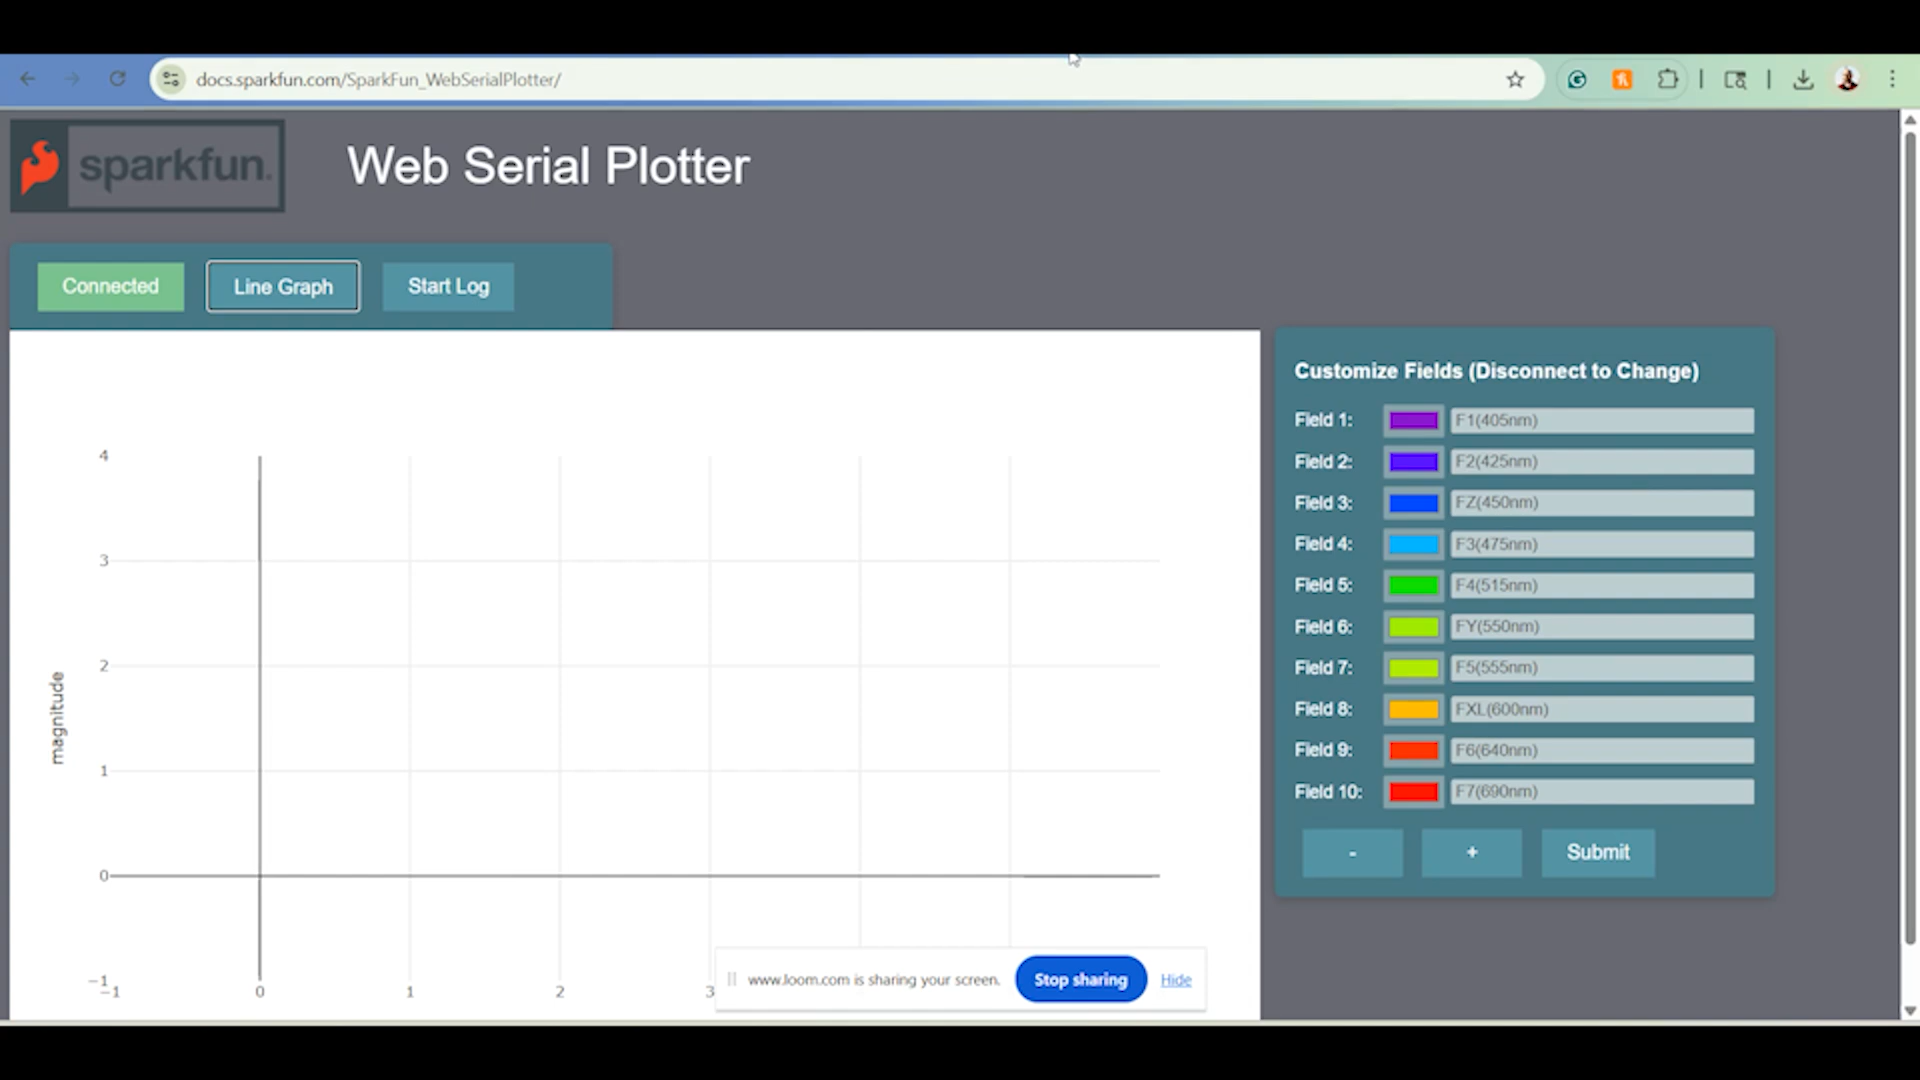 docs.sparkfun.com/SparkFun_WebSerialPlotter/
sparkfun.
Web Serial Plotter
Connected
Line Graph
Start Log
Customize Fields (Disconnect to Change)
Field 1: F1(405nm)
Field 2: F2(425nm)
Field 3: FZ(450nm)
Field 4: F3(475nm)
Field 5: F4(515nm)
Field 6: FY(550nm)
Field 7: F5(555nm)
Field 8: FXL(600nm)
Field 9: F6(640nm)
Field 10: F7(690nm)
-
+
Submit
4
3
2
1
0
−1
magnitude
−1 0 1 2 3
www.loom.com is sharing your screen.
Stop sharing
Hide